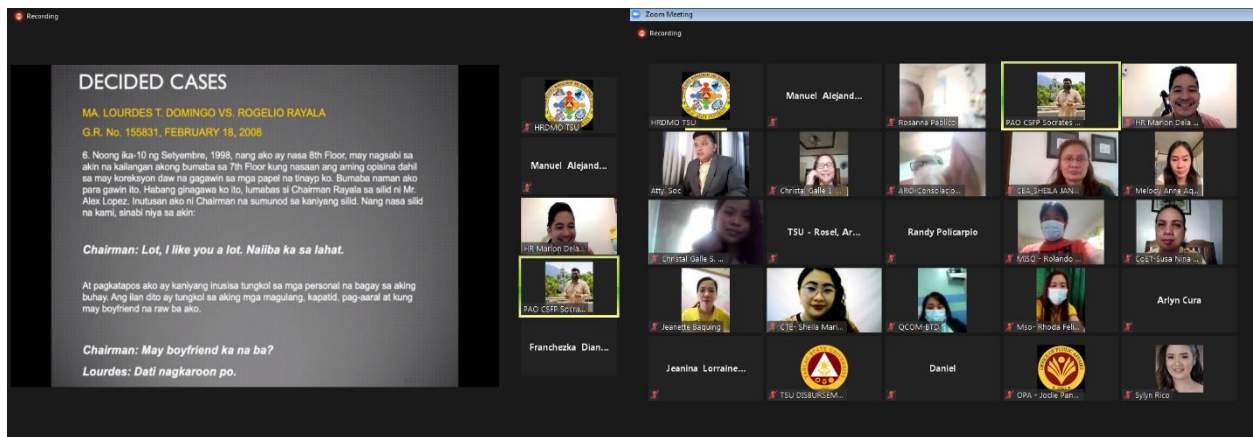 Recording
DECIDED CASES
MA. LOURDES T. DOMINGO VS. ROGELIO RAYALA
G.R. No. 155831, FEBRUARY 18, 2008
6. Noong ika-10 ng Setyembre, 1998, nang ako ay nasa 8th Floor, may nagsabi sa
akin na kailangan akong bumaba sa 7th Floor kung nasaan ang aming opisina dahil
sa may koreksyon daw na gagawin sa mga papel na tinayp ko. Bumaba naman ako
para gawin ito. Habang ginagawa ko ito, lumabas si Chairman Rayala sa silid ni Mr.
Alex Lopez. Inutusan ako ni Chairman na sumunod sa kaniyang silid. Nang nasa silid
na kami, sinabi niya sa akin:
Chairman: Lot, I like you a lot. Naiiba ka sa lahat.
At pagkatapos ako ay kaniyang inusisa tungkol sa mga personal na bagay sa aking
buhay. Ang ilan dito ay tungkol sa aking mga magulang, kapatid, pag-aaral at kung
may boyfriend na raw ba ako.
Chairman: May boyfriend ka na ba?
Lourdes: Dati nagkaroon po.
HRDMO TSU
Manuel Alejand...
HR Marion Dela ...
PAO CSFP Socra...
Franchezka Dian...
Zoom Meeting
Recording
HRDMO TSU
Manuel Alejand...
Rosanna Pablico
PAO CSFP Socrates ...
HR Marion Dela ...
Atty. Soc
Christal Galle S. ...
ARO-Consolacio...
CBA_SHEILA JAN...
Melody Anne Aq...
Christal Galle S. ...
TSU - Rosel, Ar...
Randy Policarpio
MISO - Rolando ...
CoET-Susa Nina ...
Jeanette Baquing
CTE- Sheila Mari...
QCOM-BTD
Mso- Rhoda Feli...
Arlyn Cura
Jeanina Lorraine...
TSU DISBURSEM...
Daniel
OPA - Jodie Pan...
Sylyn Rico